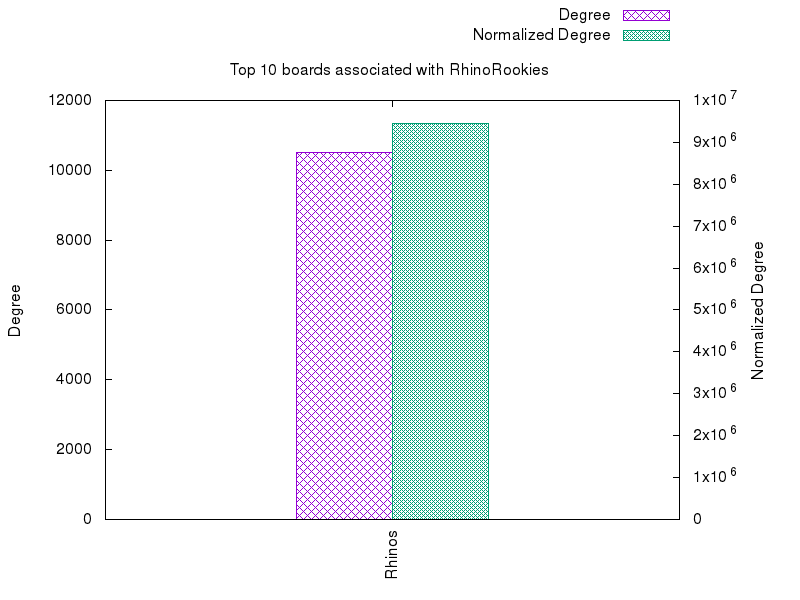 Degree
Normalized Degree
Top 10 boards associated with RhinoRookies
12000
10000
8000
6000
4000
2000
0
1x10^7
9x10^6
8x10^6
7x10^6
6x10^6
5x10^6
4x10^6
3x10^6
2x10^6
1x10^6
0
Degree
Normalized Degree
Rhinos